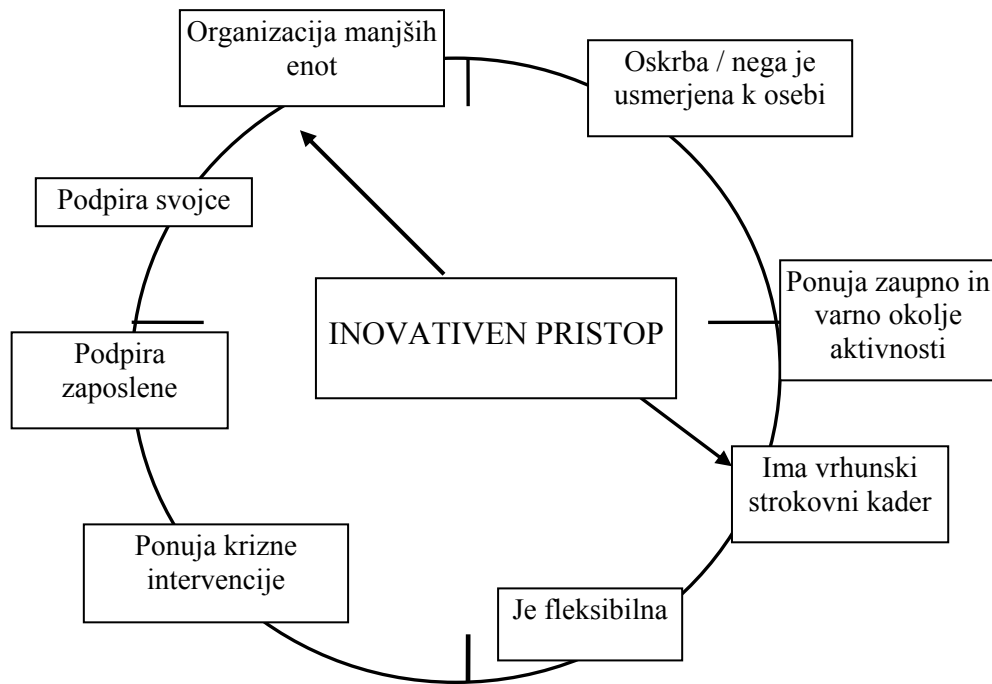 Organizacija manjših
enot
Oskrba / nega je
usmerjena k osebi
Podpira svojce
Ponuja zaupno in
varno okolje
aktivnosti
INOVATIVEN PRISTOP
Podpira
zaposlene
Ima vrhunski
strokovni kader
Ponuja krizne
intervencije
Je fleksibilna